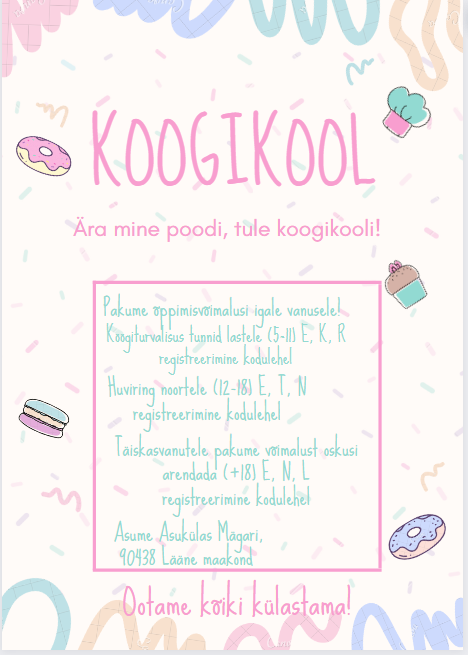 KOOGIKOOL
Ära mine poodi, tule koogikooli!
Pakume õppimisvõimalusi igale vanusele!
Köögiturvalisus tunnid lastele (5-11) E, K, R
registreerimine kodulehel
Huviring noortele (12-18) E, T, N
registreerimine kodulehel
Täiskasvanutele pakume võimalust oskusi
arendada (+18) E, N, L
registreerimine kodulehel
Asume Asukülas Mägari,
90438 Lääne maakond
Ootame kõiki külastama!